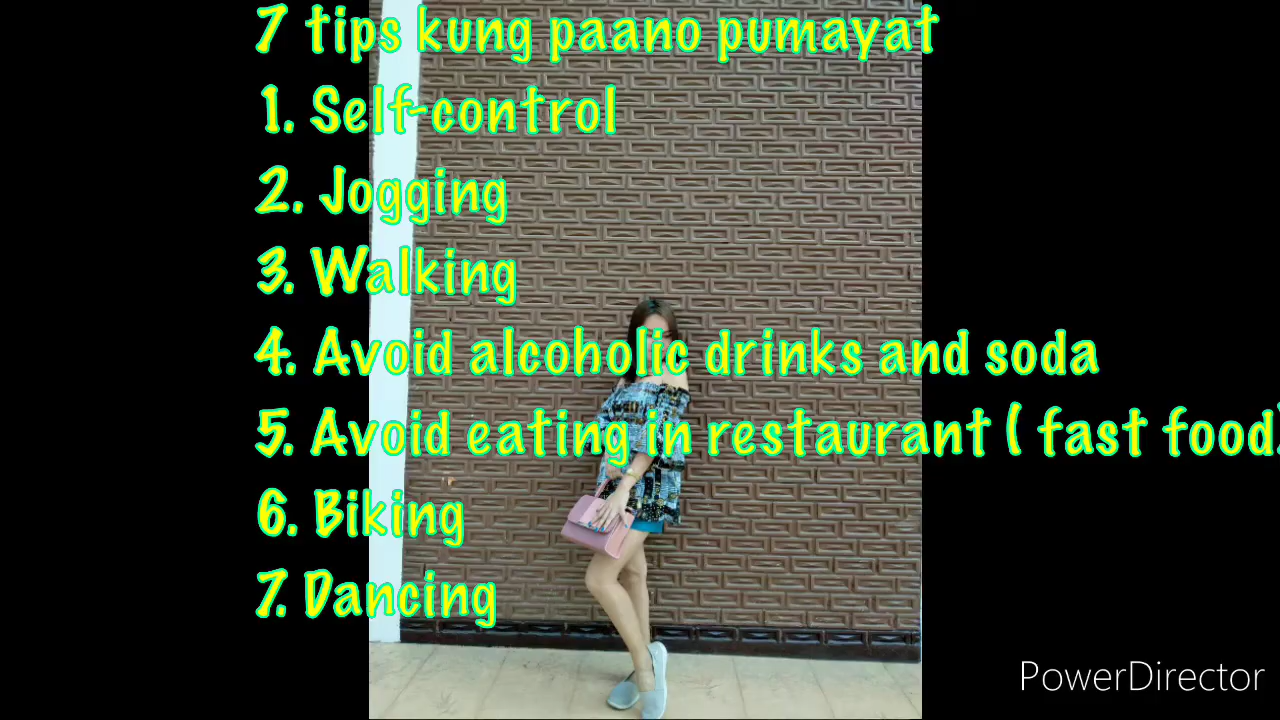 7 tips kung paano pumayat
1. Self-control
2. Jogging
3. Walking
4. Avoid alcoholic drinks and soda
5. Avoid eating in restaurant ( fast food)
6. Biking
7. Dancing
PowerDirector